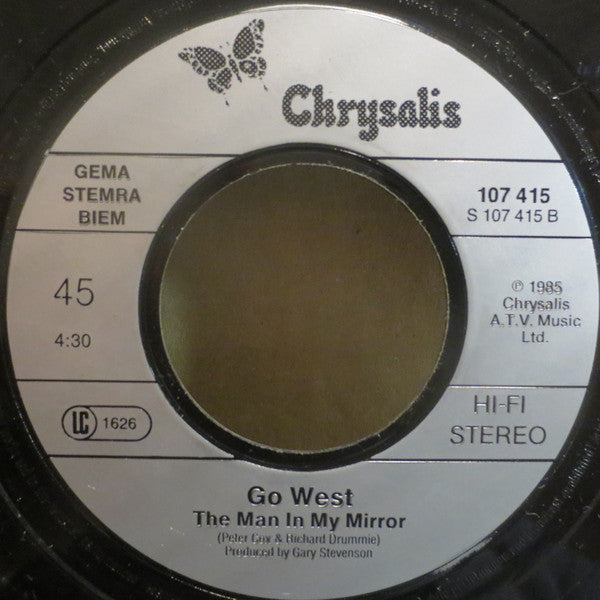 Chrysalis
GEMA
STEMRA
BIEM
107 415
S 107 415 B
45
4:30
℗ 1985
Chrysalis
A.T.V. Music
Ltd.
LC 1626
HI-FI
STEREO
Go West
The Man In My Mirror
(Peter Cox & Richard Drummie)
Produced by Gary Stevenson